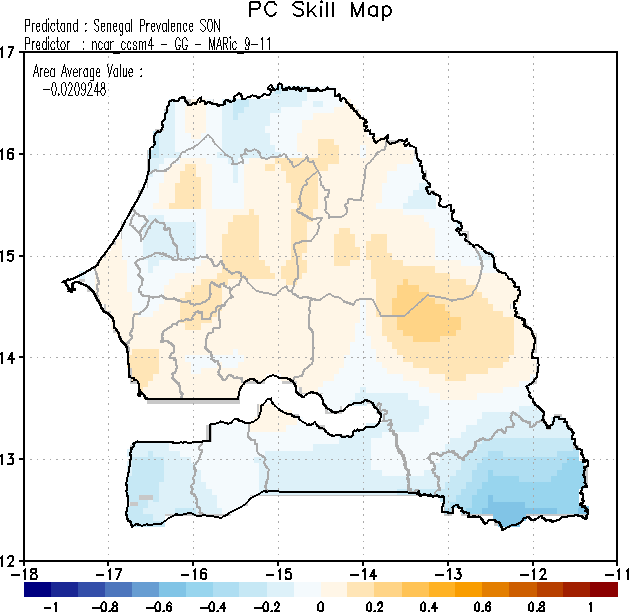 PC Skill Map
Predictand : Senegal Prevalence SON
Predictor : ncar_ccsm4 - GG - MARic_9-11
Area Average Value :
-0.0209248
17
16
15
14
13
12
-18 -17 -16 -15 -14 -13 -12 -11
-1 -0.8 -0.6 -0.4 -0.2 0 0.2 0.4 0.6 0.8 1